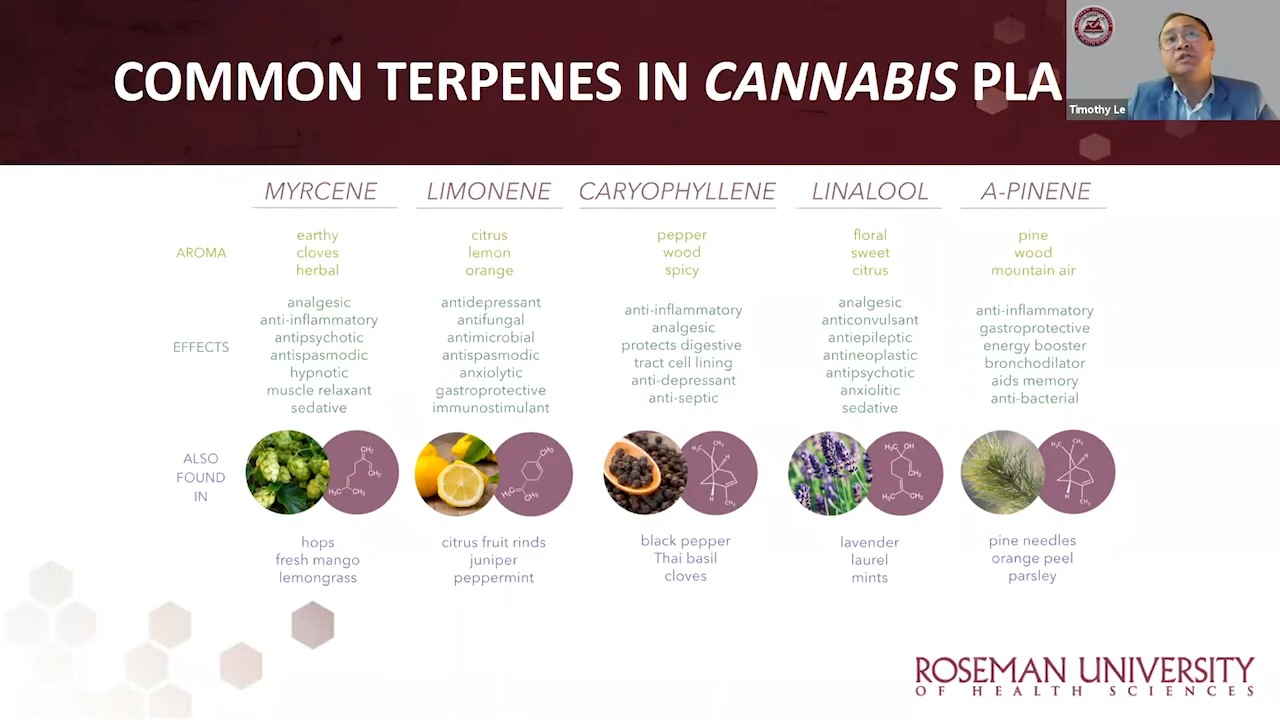 COMMON TERPENES IN CANNABIS PLA
Timothy Le
MYRCENE
LIMONENE
CARYOPHYLLENE
LINALOOL
A-PINENE
AROMA
earthy
cloves
herbal
citrus
lemon
orange
pepper
wood
spicy
floral
sweet
citrus
pine
wood
mountain air
EFFECTS
analgesic
anti-inflammatory
antipsychotic
antispasmodic
hypnotic
muscle relaxant
sedative
antidepressant
antifungal
antimicrobial
antispasmodic
anxiolytic
gastroprotective
immunostimulant
anti-inflammatory
analgesic
protects digestive
tract cell lining
anti-depressant
anti-septic
analgesic
anticonvulsant
antiepileptic
antineoplastic
antipsychotic
anxiolitic
sedative
anti-inflammatory
gastroprotective
energy booster
bronchodilator
aids memory
anti-bacterial
ALSO
FOUND
IN
hops
fresh mango
lemongrass
citrus fruit rinds
juniper
peppermint
black pepper
Thai basil
cloves
lavender
laurel
mints
pine needles
orange peel
parsley
ROSEMAN UNIVERSITY
OF HEALTH SCIENCES